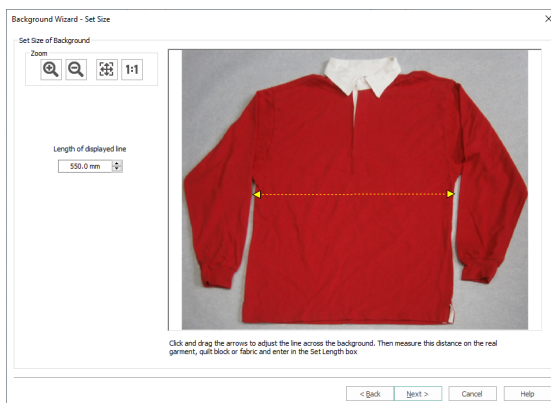 Background Wizard - Set Size
Set Size of Background
Zoom
1:1
Length of displayed line
550.0 mm
Click and drag the arrows to adjust the line across the background. Then measure this distance on the real
garment, quilt block or fabric and enter in the Set Length box
< Back
Next >
Cancel
Help